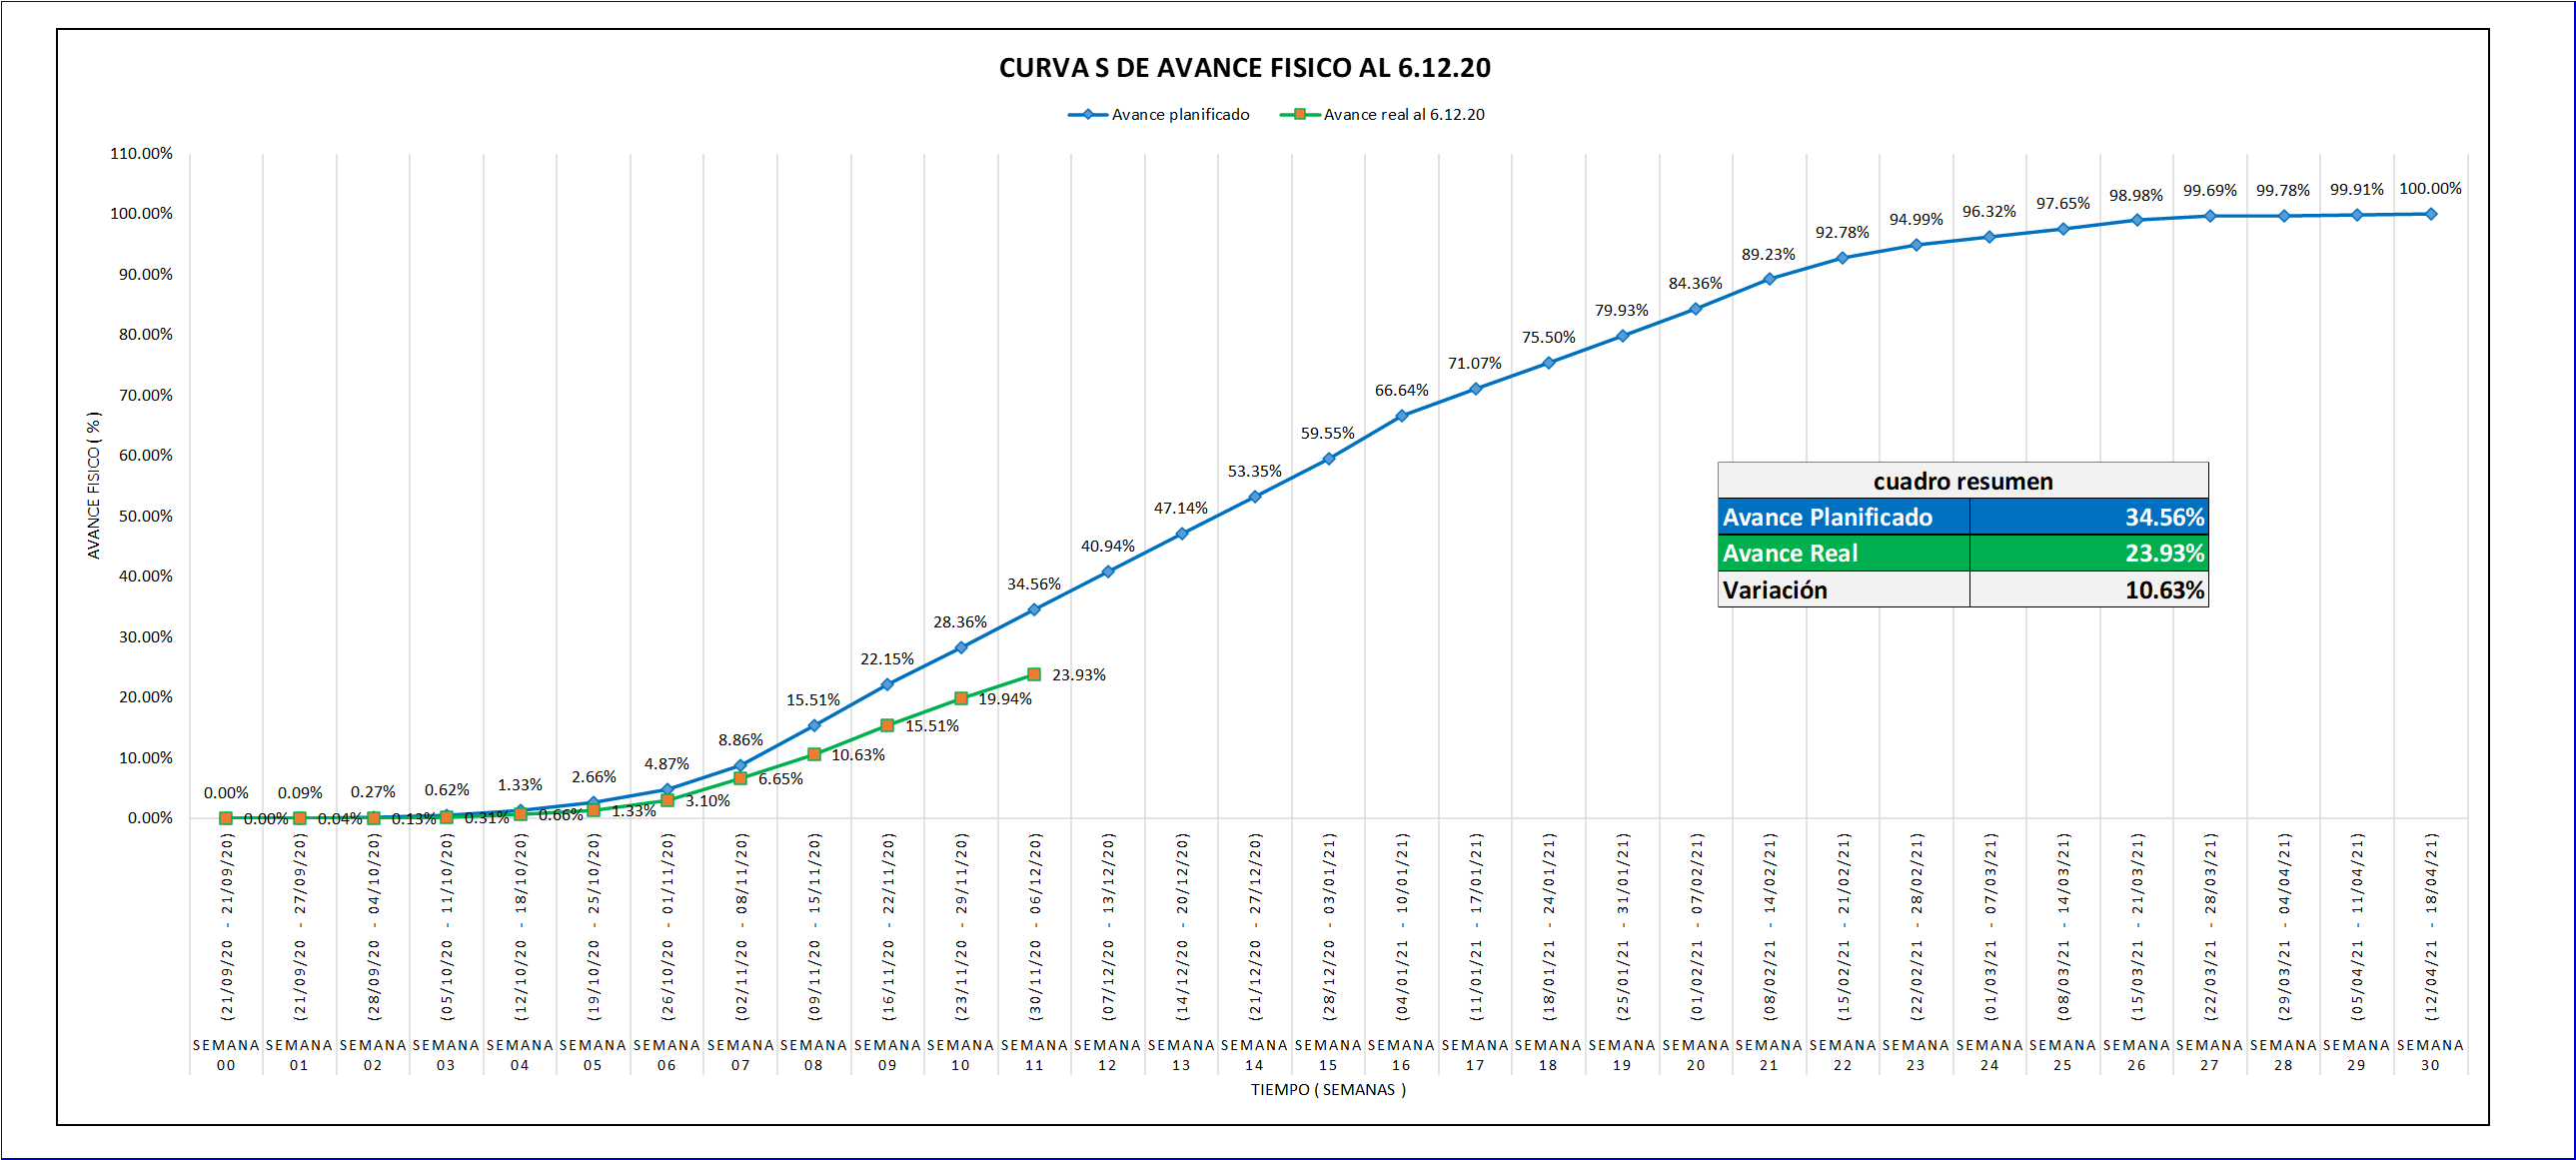 CURVA S DE AVANCE FISICO AL 6.12.20
Avance planificado
Avance real al 6.12.20
AVANCE FISICO ( %)
110.00%
100.00%
90.00%
80.00%
70.00%
60.00%
50.00%
40.00%
30.00%
20.00%
10.00%
0.00%
0.00%
0.09%
0.27%
0.62%
1.33%
2.66%
4.87%
8.86%
15.51%
22.15%
28.36%
34.56%
40.94%
47.14%
53.35%
59.55%
66.64%
71.07%
75.50%
79.93%
84.36%
89.23%
92.78%
94.99%
96.32%
97.65%
98.98%
99.69%
99.78%
99.91%
100.00%
0.00%
0.04%
0.13%
0.31%
0.66%
1.33%
3.10%
6.65%
10.63%
15.51%
19.94%
23.93%
cuadro resumen
Avance Planificado 34.56%
Avance Real 23.93%
Variación 10.63%
(21/09/20 - 21/09/20)
(21/09/20 - 27/09/20)
(28/09/20 - 04/10/20)
(05/10/20 - 11/10/20)
(12/10/20 - 18/10/20)
(19/10/20 - 25/10/20)
(26/10/20 - 01/11/20)
(02/11/20 - 08/11/20)
(09/11/20 - 15/11/20)
(16/11/20 - 22/11/20)
(23/11/20 - 29/11/20)
(30/11/20 - 06/12/20)
(07/12/20 - 13/12/20)
(14/12/20 - 20/12/20)
(21/12/20 - 27/12/20)
(28/12/20 - 03/01/21)
(04/01/21 - 10/01/21)
(11/01/21 - 17/01/21)
(18/01/21 - 24/01/21)
(25/01/21 - 31/01/21)
(01/02/21 - 07/02/21)
(08/02/21 - 14/02/21)
(15/02/21 - 21/02/21)
(22/02/21 - 28/02/21)
(01/03/21 - 07/03/21)
(08/03/21 - 14/03/21)
(15/03/21 - 21/03/21)
(22/03/21 - 28/03/21)
(29/03/21 - 04/04/21)
(05/04/21 - 11/04/21)
(12/04/21 - 18/04/21)
SEMANA 00
SEMANA 01
SEMANA 02
SEMANA 03
SEMANA 04
SEMANA 05
SEMANA 06
SEMANA 07
SEMANA 08
SEMANA 09
SEMANA 10
SEMANA 11
SEMANA 12
SEMANA 13
SEMANA 14
SEMANA 15
SEMANA 16
SEMANA 17
SEMANA 18
SEMANA 19
SEMANA 20
SEMANA 21
SEMANA 22
SEMANA 23
SEMANA 24
SEMANA 25
SEMANA 26
SEMANA 27
SEMANA 28
SEMANA 29
SEMANA 30
TIEMPO ( SEMANAS )